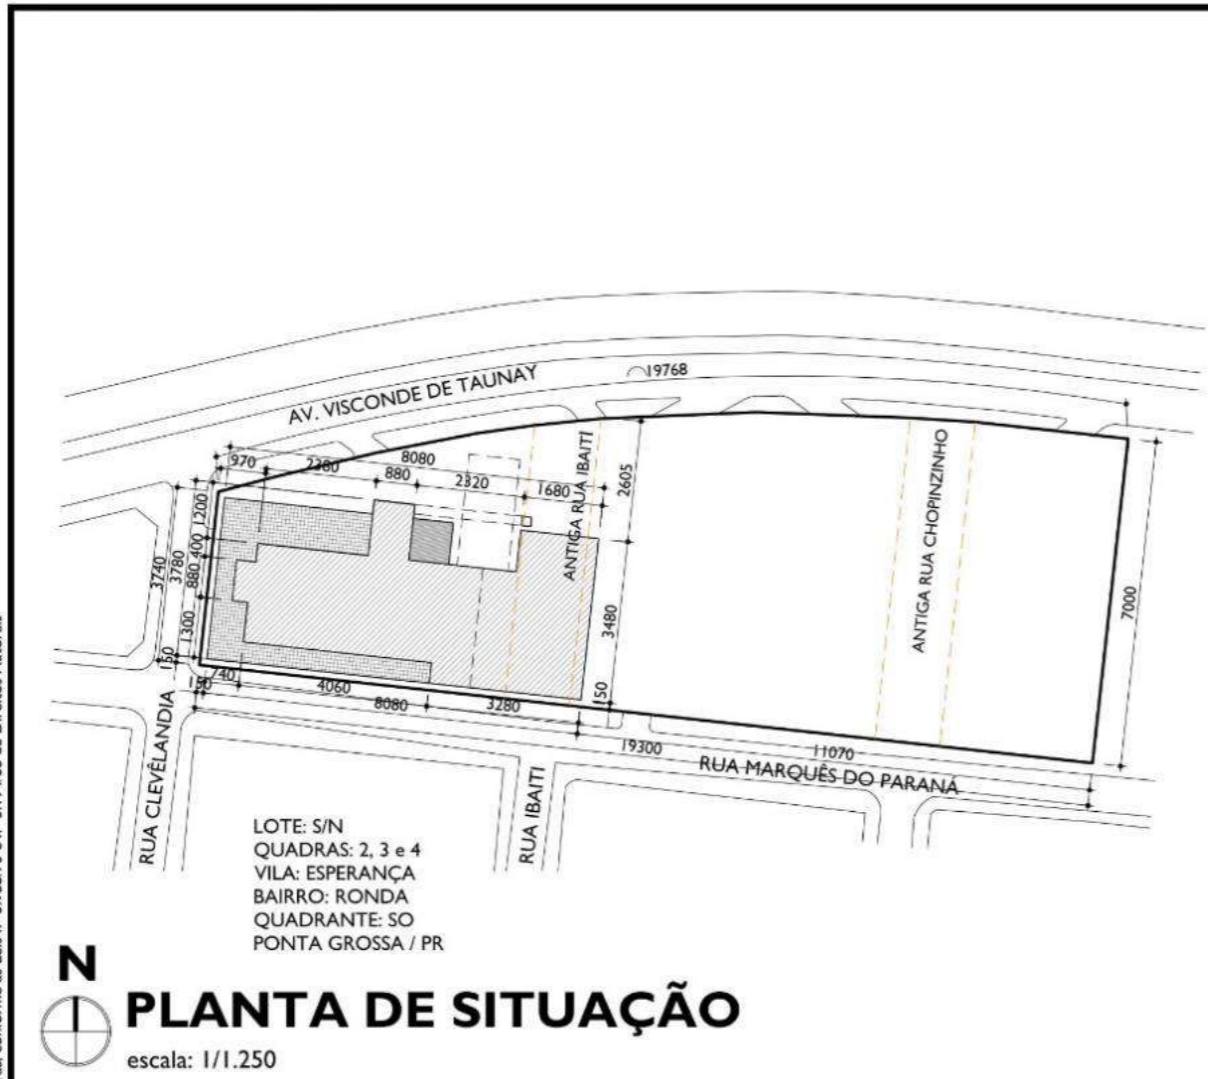 19768
AV. VISCONDE DE TAUNAY
8080
970
2380
880
2320
1680
2605
ANTIGA RUA IBAITI
ANTIGA RUA CHOPINZINHO
1200
400
3740
3780
880
1300
150
7000
3480
150
740
150
4060
8080
3280
19300
11070
RUA MARQUÊS DO PARANÁ
RUA CLEVÊLANDIA
RUA IBAITI
LOTE: S/N
QUADRAS: 2, 3 e 4
VILA: ESPERANÇA
BAIRRO: RONDA
QUADRANTE: SO
PONTA GROSSA / PR
N
PLANTA DE SITUAÇÃO
escala: 1/1.250